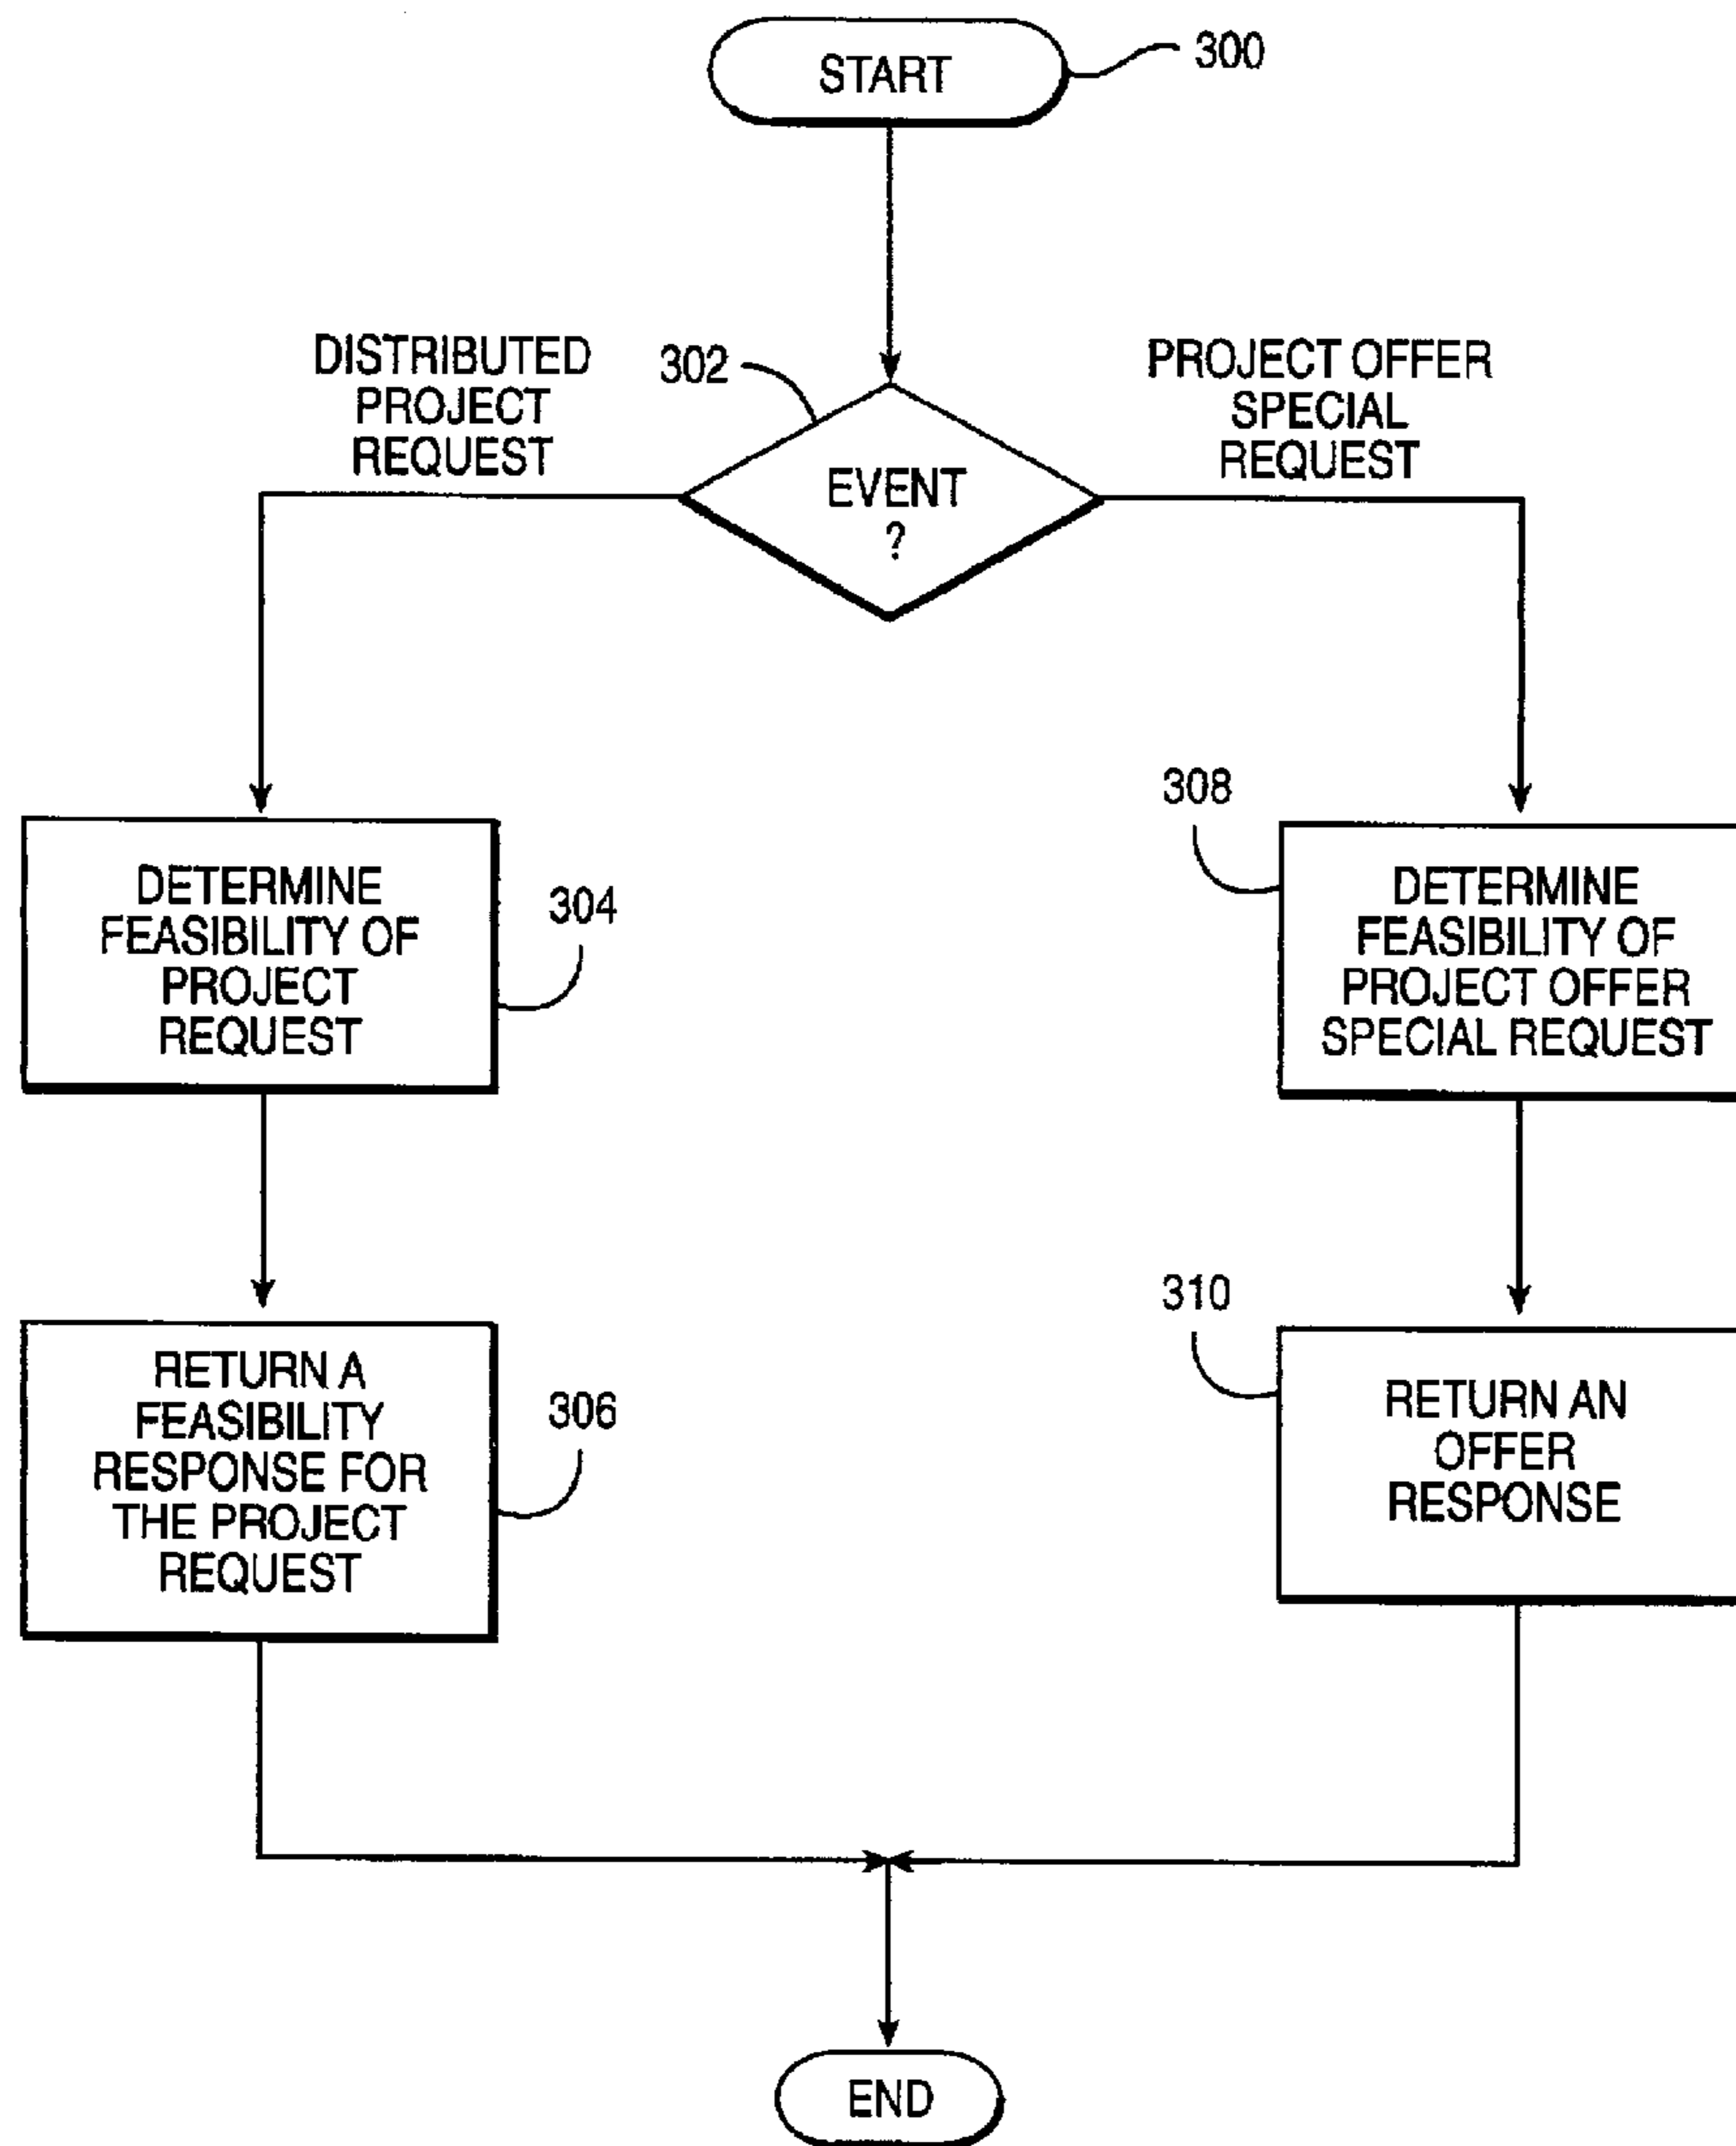 START
300
DISTRIBUTED
PROJECT
REQUEST
302
PROJECT OFFER
SPECIAL
REQUEST
EVENT
?
DETERMINE
FEASIBILITY OF
PROJECT
REQUEST
304
308
DETERMINE
FEASIBILITY OF
PROJECT OFFER
SPECIAL REQUEST
RETURN A
FEASIBILITY
RESPONSE FOR
THE PROJECT
REQUEST
306
310
RETURN AN
OFFER
RESPONSE
END